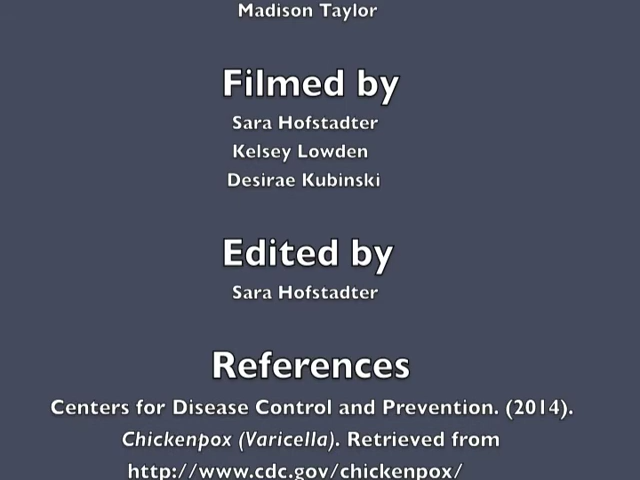 Madison Taylor
Filmed by
Sara Hofstadter
Kelsey Lowden
Desirae Kubinski
Edited by
Sara Hofstadter
References
Centers for Disease Control and Prevention. (2014).
Chickenpox (Varicella). Retrieved from
http://www.cdc.gov/chickenpox/